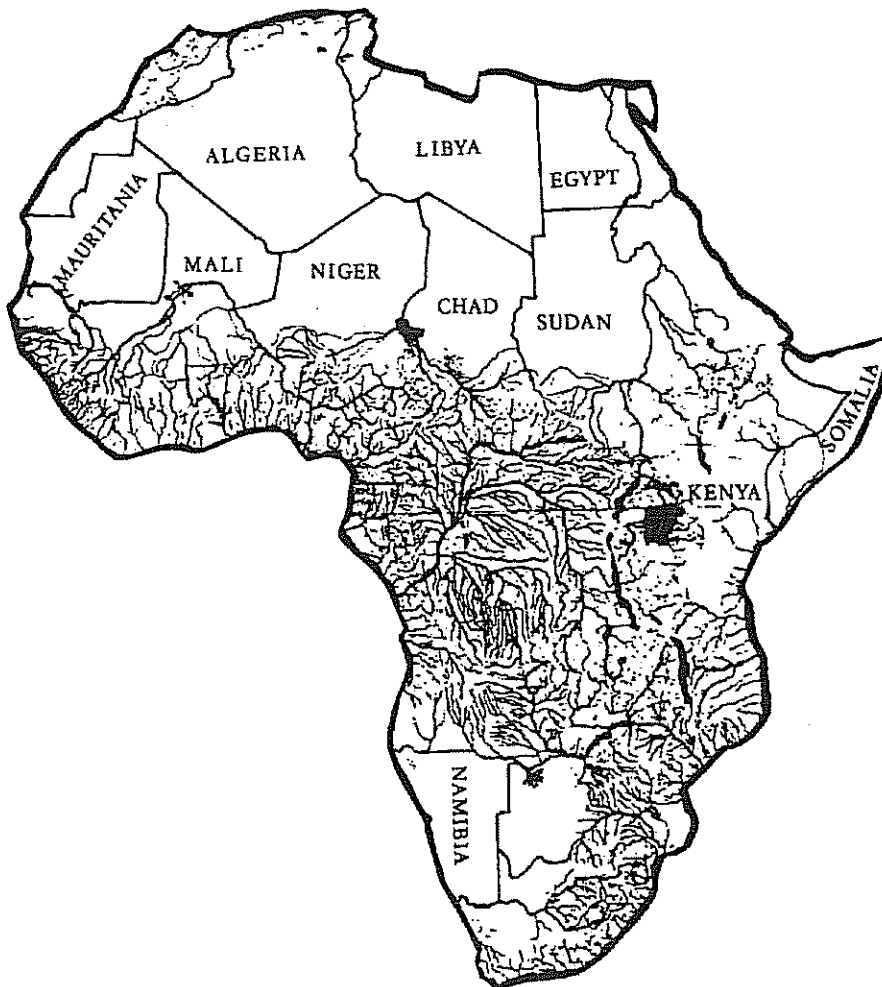 ALGERIA
LIBYA
EGYPT
MAURITANIA
MALI
NIGER
CHAD
SUDAN
SOMALIA
KENYA
NAMIBIA